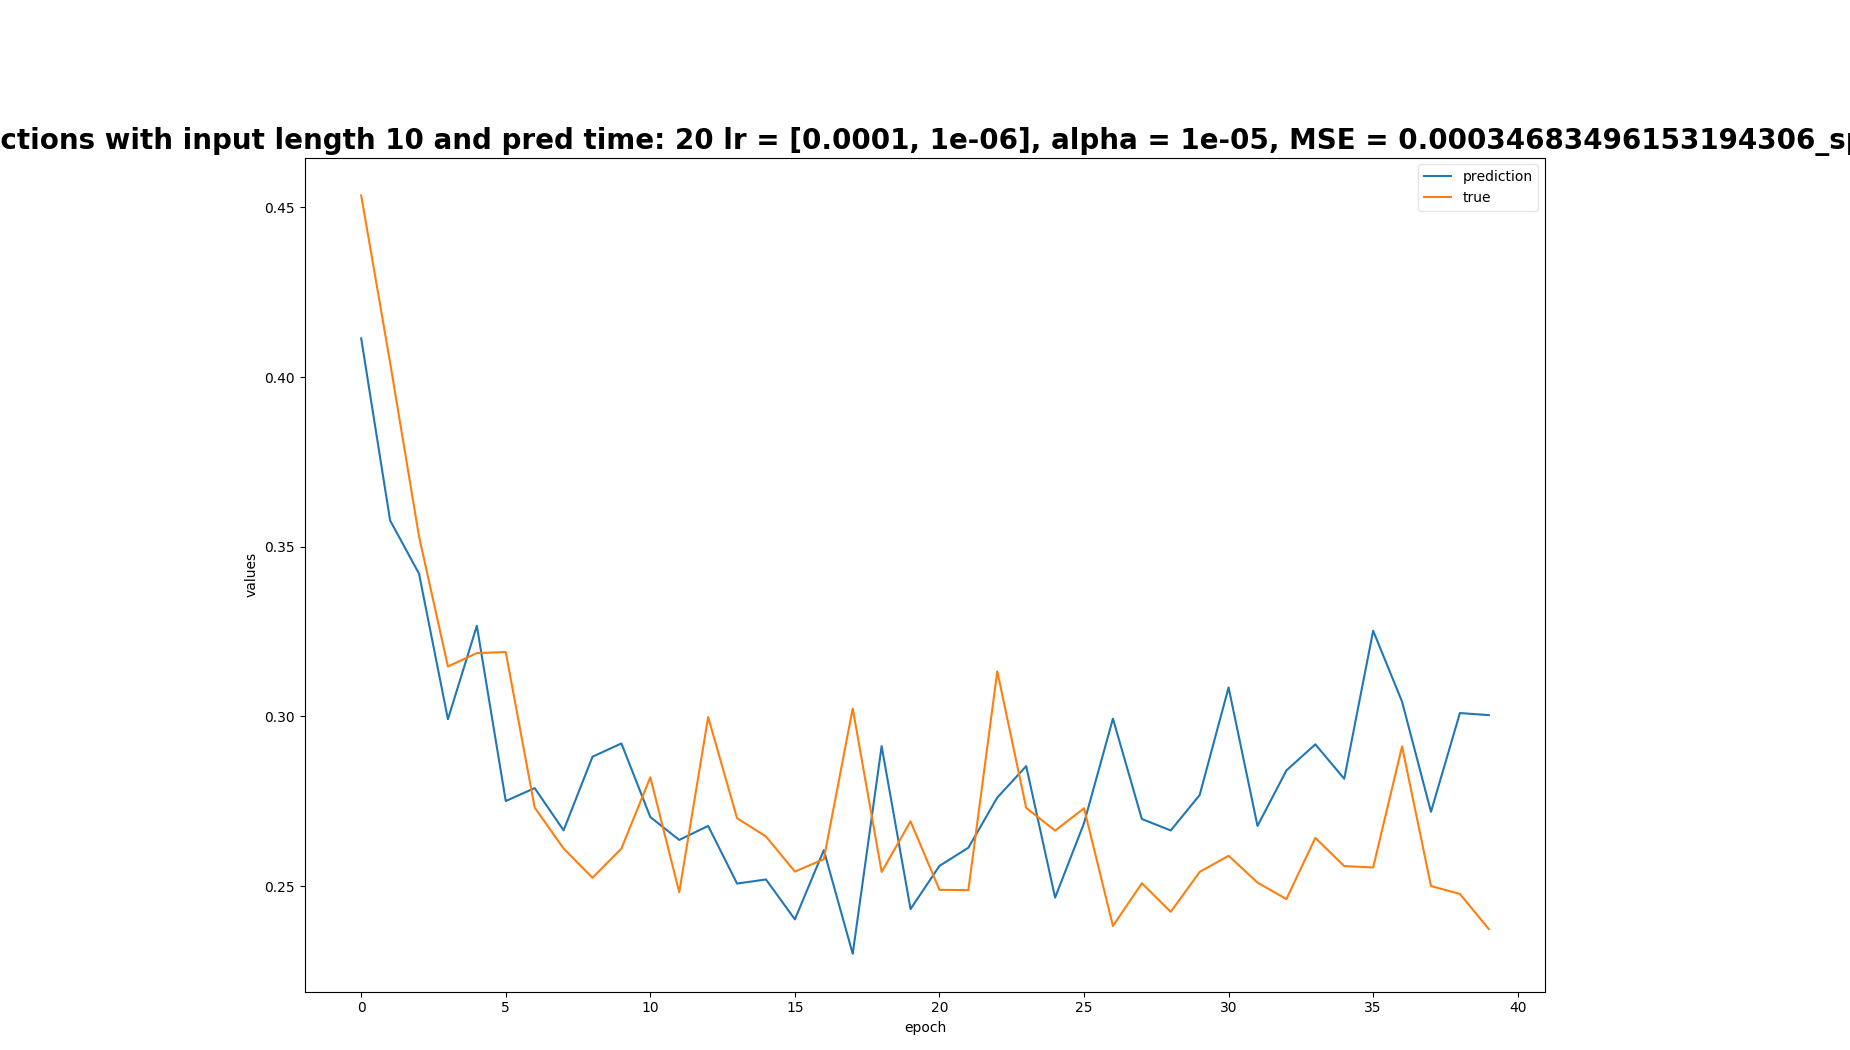 ctions with input length 10 and pred time: 20 lr = [0.0001, 1e-06], alpha = 1e-05, MSE = 0.00034683496153194306_sp
prediction
true
0.45
0.40
0.35
0.30
0.25
values
0
5
10
15
20
25
30
35
40
epoch